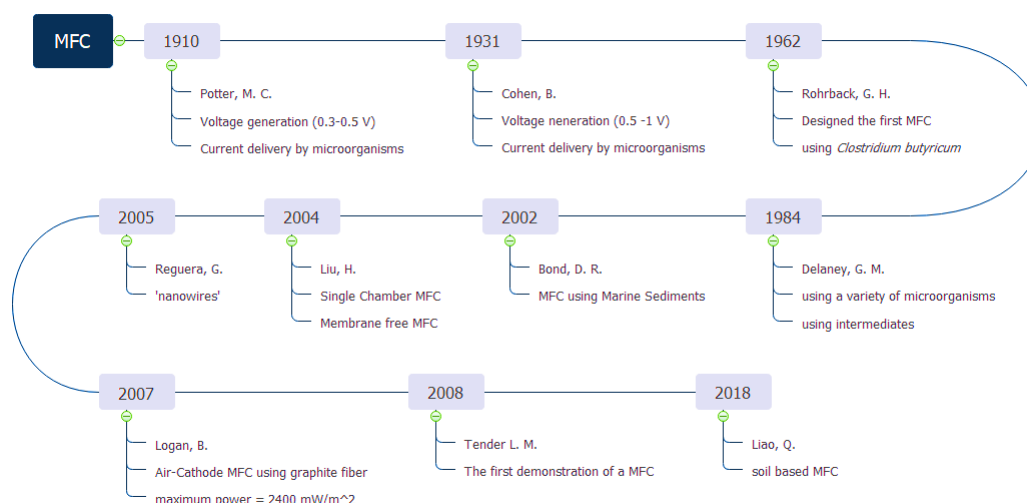 MFC
1910
Potter, M. C.
Voltage generation (0.3-0.5 V)
Current delivery by microorganisms
1931
Cohen, B.
Voltage neneration (0.5 -1 V)
Current delivery by microorganisms
1962
Rohrback, G. H.
Designed the first MFC
using Clostridium butyricum
1984
Delaney, G. M.
using a variety of microorganisms
using intermediates
2002
Bond, D. R.
MFC using Marine Sediments
2004
Liu, H.
Single Chamber MFC
Membrane free MFC
2005
Reguera, G.
'nanowires'
2007
Logan, B.
Air-Cathode MFC using graphite fiber
maximum power = 2400 mW/m^2
2008
Tender L. M.
The first demonstration of a MFC
2018
Liao, Q.
soil based MFC